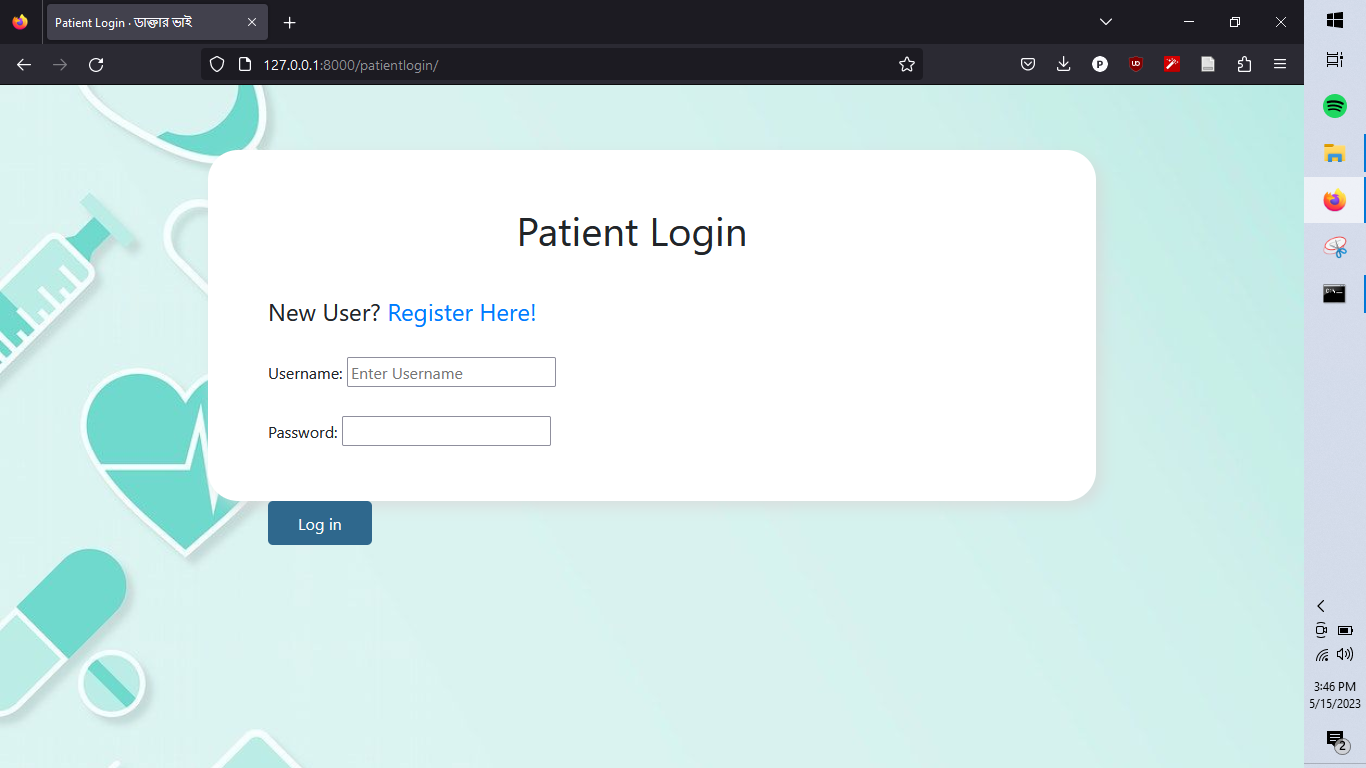 Patient Login · ডাক্তার ভাই
127.0.0.1:8000/patientlogin/
P
UD
Patient Login
New User? Register Here!
Username: Enter Username
Password:
Log in
3:46 PM
5/15/2023
2